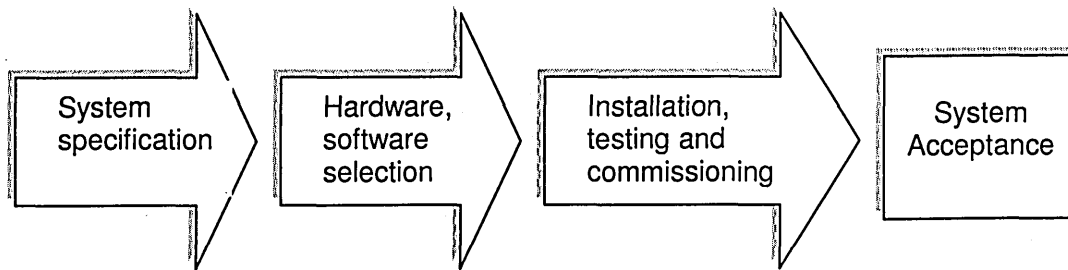 System
specification
Hardware,
software
selection
Installation,
testing and
commissioning
System
Acceptance